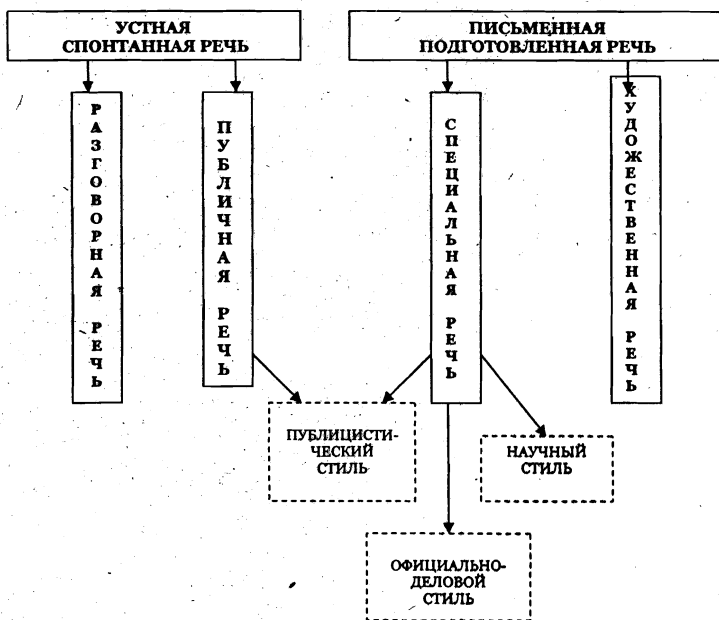 УСТНАЯ
СПОНТАННАЯ РЕЧЬ
ПИСЬМЕННАЯ
ПОДГОТОВЛЕННАЯ РЕЧЬ
РАЗГОВОРНАЯ РЕЧЬ
ПУБЛИЧНАЯ РЕЧЬ
СПЕЦИАЛЬНАЯ РЕЧЬ
ХУДОЖЕСТВЕННАЯ РЕЧЬ
ПУБЛИЦИСТИ-
ЧЕСКИЙ
СТИЛЬ
НАУЧНЫЙ
СТИЛЬ
ОФИЦИАЛЬНО-
ДЕЛОВОЙ
СТИЛЬ